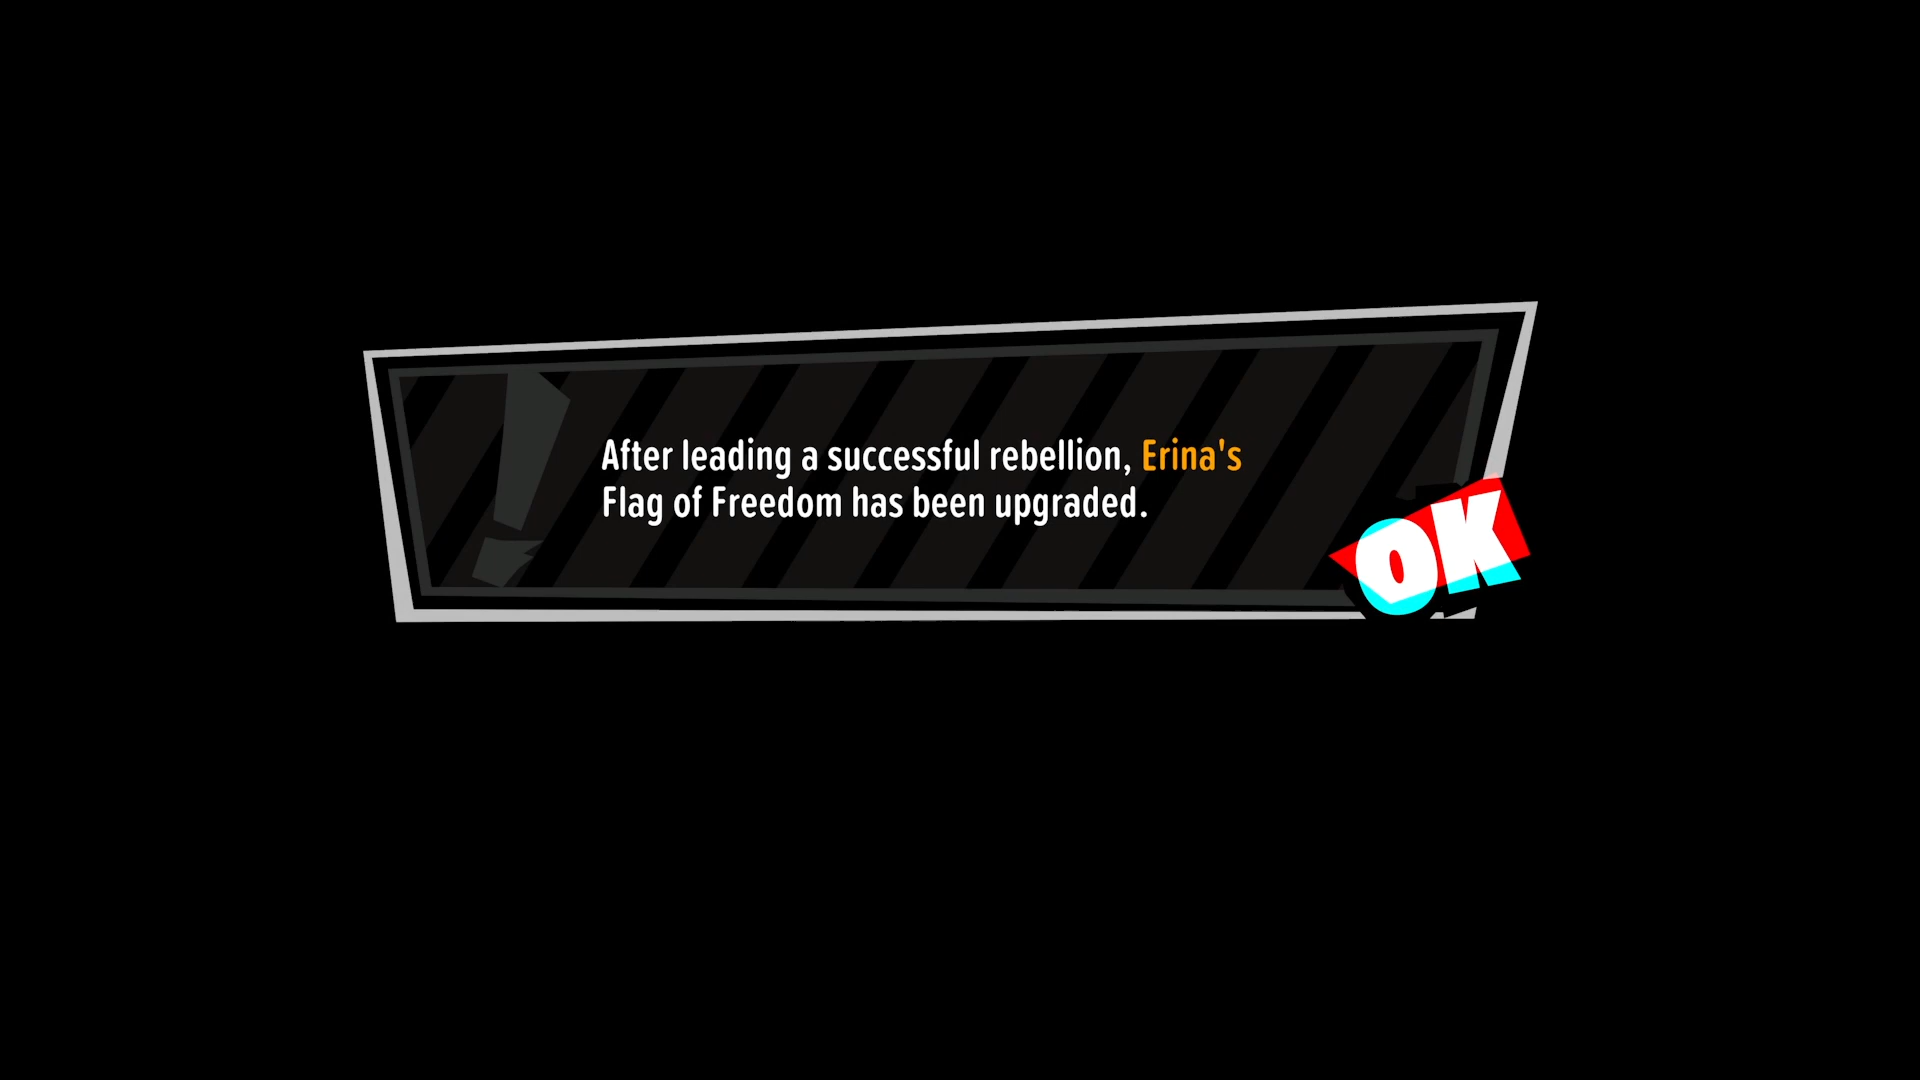 After leading a successful rebellion, Erina's
Flag of Freedom has been upgraded.
OK